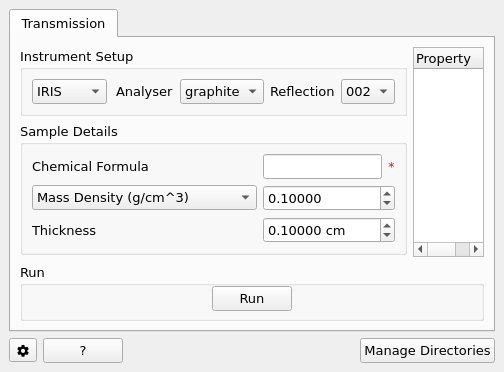 Transmission
Instrument Setup
IRIS Analyser graphite Reflection 002
Property
Sample Details
Chemical Formula *
Mass Density (g/cm^3) 0.10000
Thickness 0.10000 cm
Run
Run
? Manage Directories